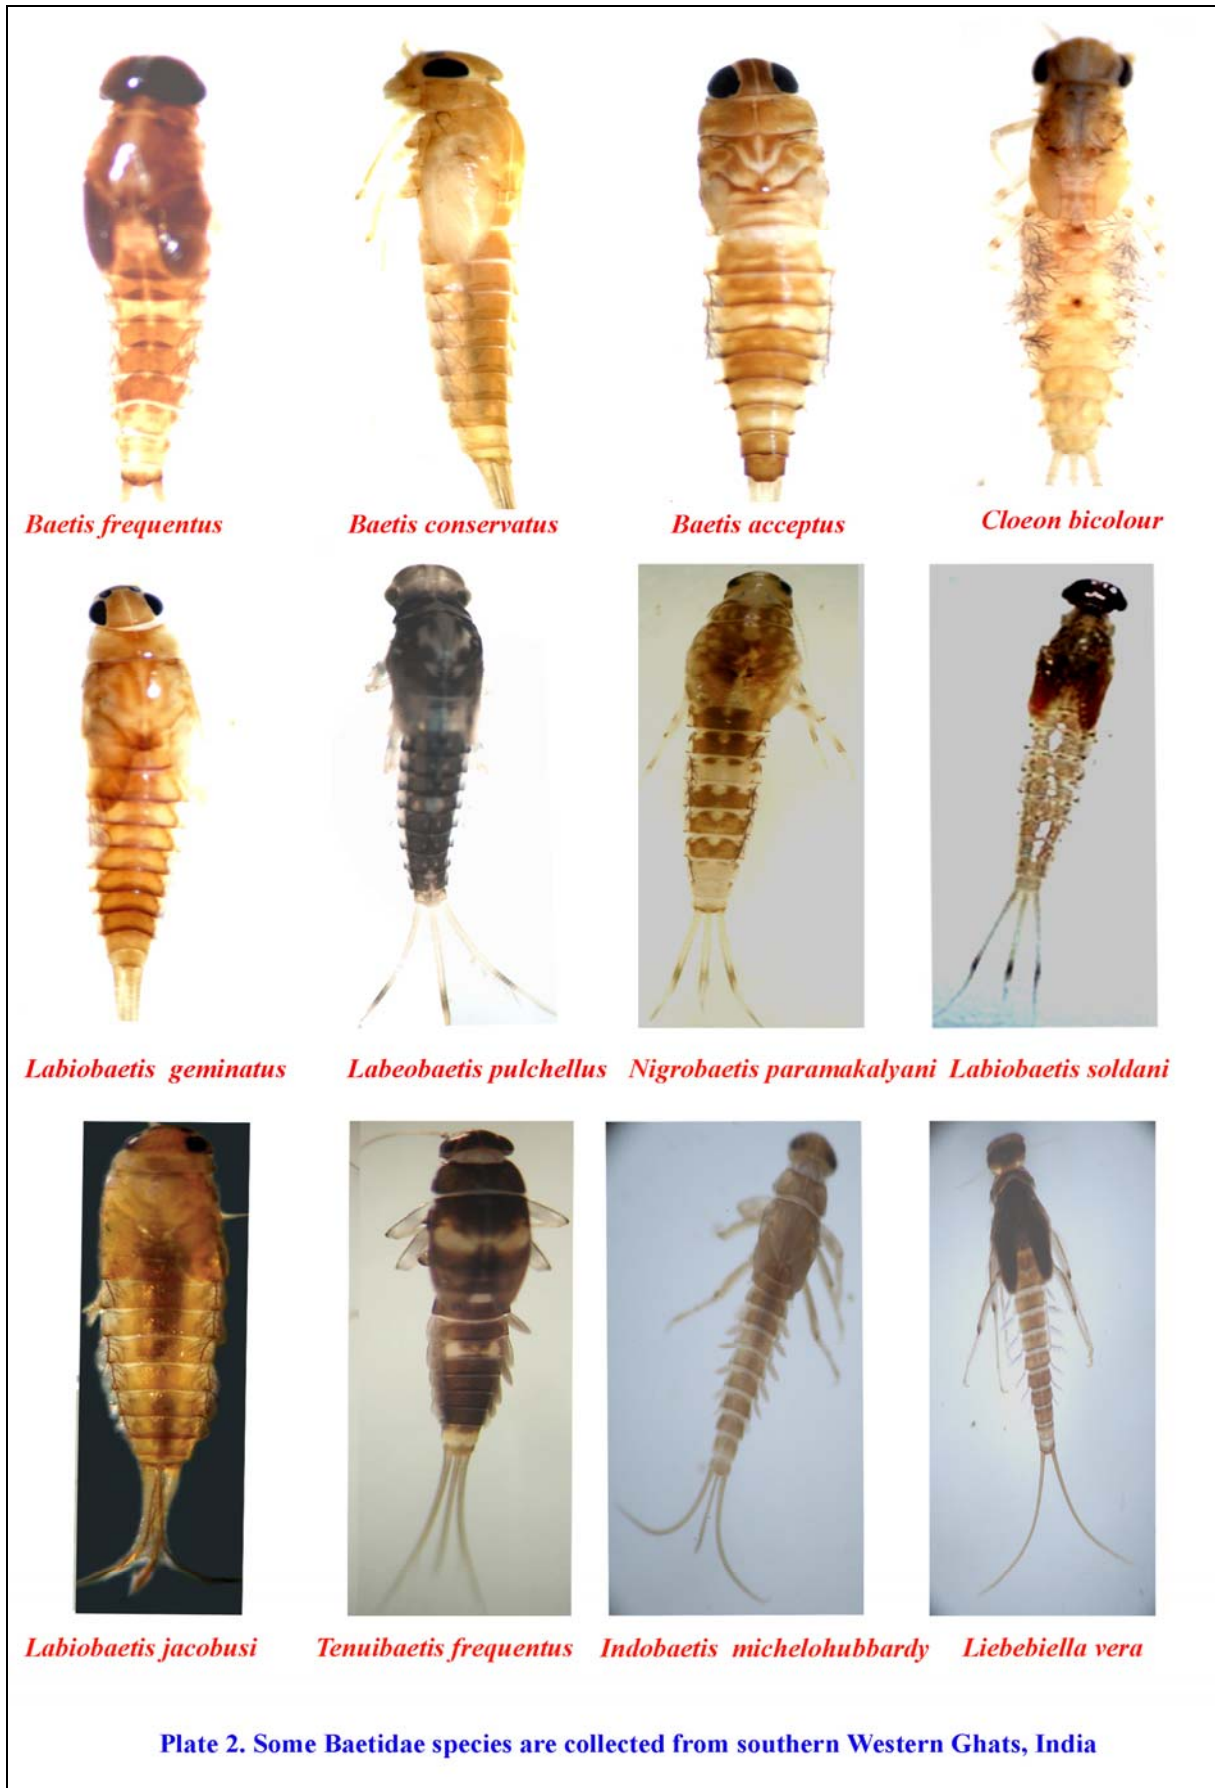 Baetis frequentus
Baetis conservatus
Baetis acceptus
Cloeon bicolour
Labiobaetis geminatus
Labeobaetis pulchellus
Nigrobaetis paramakalyani
Labiobaetis soldani
Labiobaetis jacobusi
Tenuibaetis frequentus
Indobaetis michelohubbardy
Liebebiella vera
Plate 2. Some Baetidae species are collected from southern Western Ghats, India